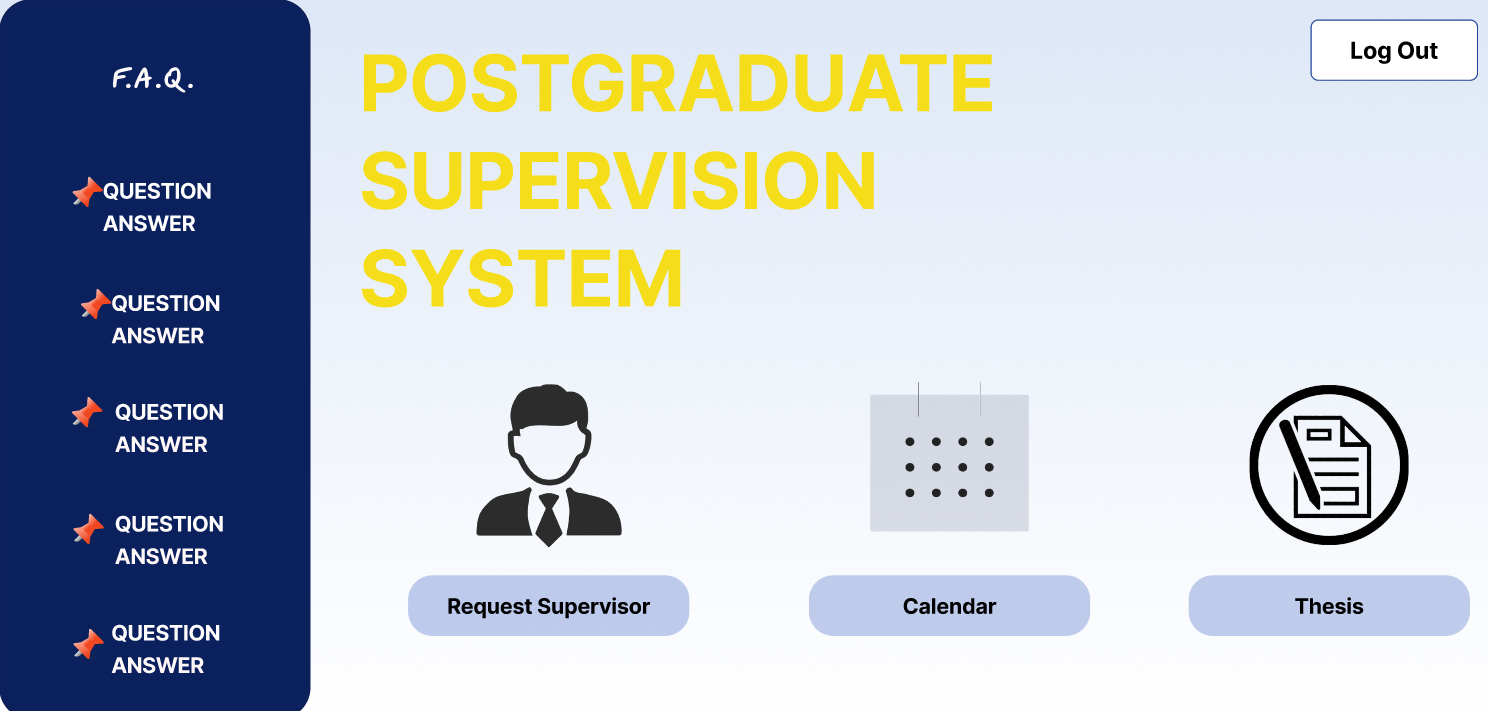 F.A.Q.
QUESTION
ANSWER
QUESTION
ANSWER
QUESTION
ANSWER
QUESTION
ANSWER
QUESTION
ANSWER
POSTGRADUATE
SUPERVISION
SYSTEM
Log Out
Request Supervisor
Calendar
Thesis